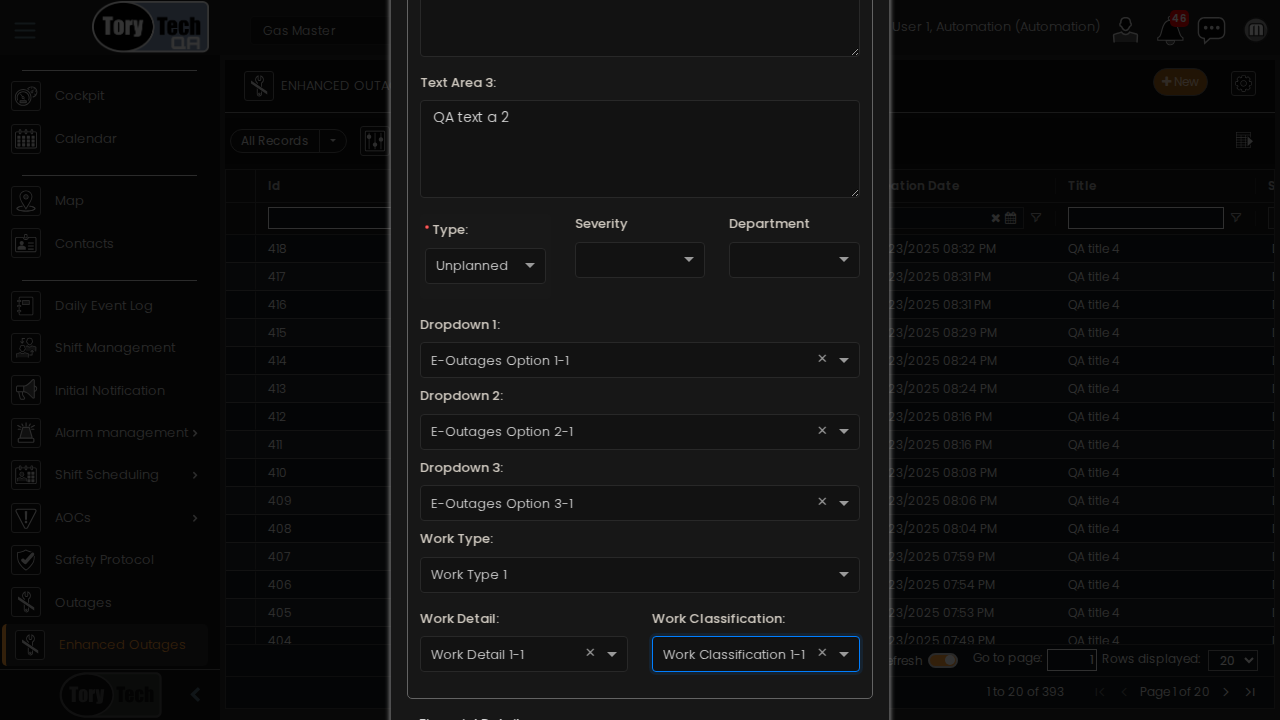 Tory Tech
QA
Gas Master
User 1, Automation (Automation)
46
Cockpit
Calendar
Map
Contacts
Daily Event Log
Shift Management
Initial Notification
Alarm management
Shift Scheduling
AOCs
Safety Protocol
Outages
Enhanced Outages
Tory Tech
ENHANCED OUTA
New
All Records
Id
ation Date
Title
418
23/2025 08:32 PM
QA title 4
417
23/2025 08:31 PM
QA title 4
416
23/2025 08:31 PM
QA title 4
415
23/2025 08:29 PM
QA title 4
414
23/2025 08:24 PM
QA title 4
413
23/2025 08:24 PM
QA title 4
412
23/2025 08:16 PM
QA title 4
411
23/2025 08:16 PM
QA title 4
410
23/2025 08:08 PM
QA title 4
409
23/2025 08:06 PM
QA title 4
408
23/2025 08:04 PM
QA title 4
407
23/2025 07:59 PM
QA title 4
406
23/2025 07:54 PM
QA title 4
405
23/2025 07:53 PM
QA title 4
404
23/2025 07:49 PM
QA title 4
efresh
Go to page:
1
Rows displayed:
20
1 to 20 of 393
Page 1 of 20
Text Area 3:
QA text a 2
* Type:
Severity
Department
Unplanned
Dropdown 1:
E-Outages Option 1-1
Dropdown 2:
E-Outages Option 2-1
Dropdown 3:
E-Outages Option 3-1
Work Type:
Work Type 1
Work Detail:
Work Classification:
Work Detail 1-1
Work Classification 1-1